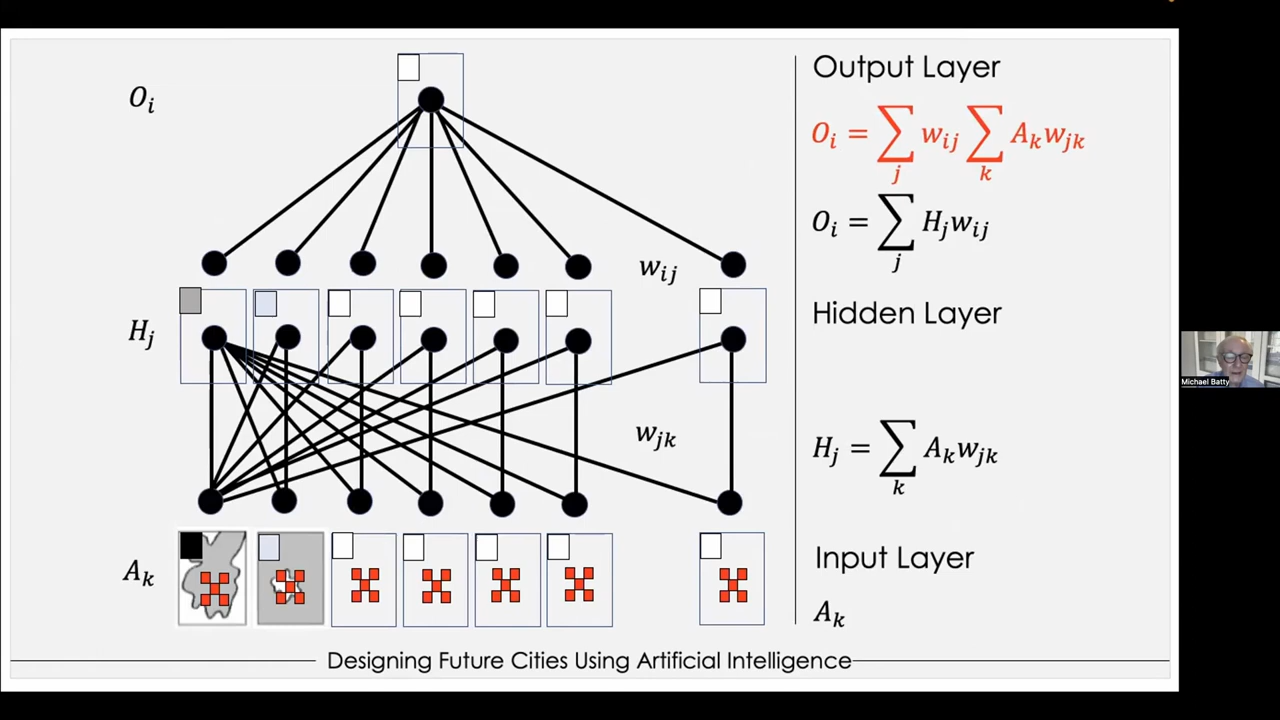 Oᵢ
wᵢⱼ
Hⱼ
wⱼₖ
Aₖ
Output Layer
Oᵢ = ∑ⱼ wᵢⱼ ∑ₖ Aₖwⱼₖ
Oᵢ = ∑ⱼ Hⱼwᵢⱼ
Hidden Layer
Hⱼ = ∑ₖ Aₖwⱼₖ
Input Layer
Aₖ
Designing Future Cities Using Artificial Intelligence
Michael Batty